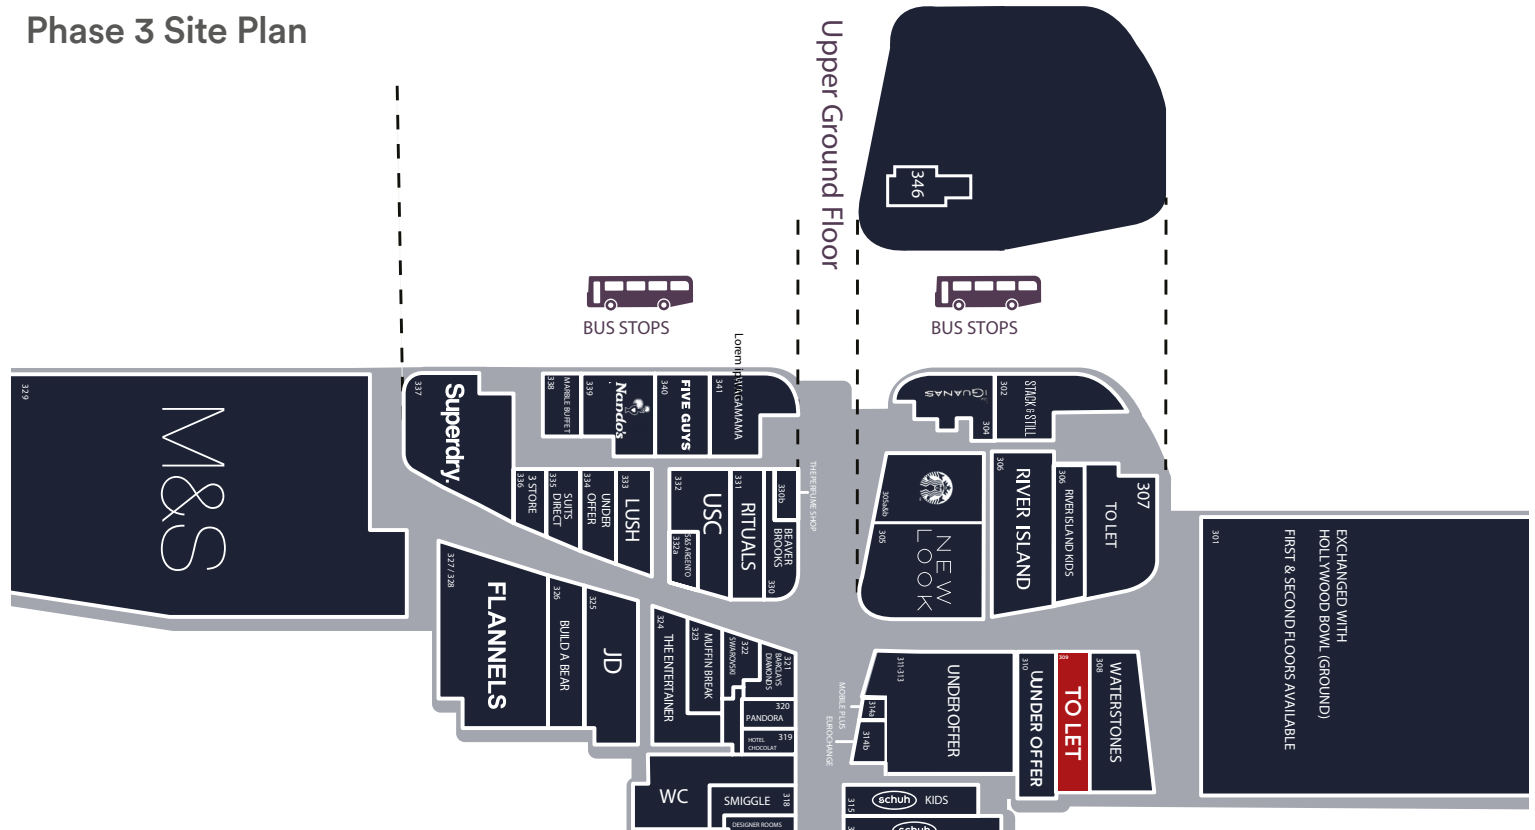 Phase 3 Site Plan
Upper Ground Floor
346
BUS STOPS
BUS STOPS
329
M&S
337
Superdry.
338
MARBLE BUFFET
339
Nando's
340
FIVE GUYS
341
Lorem ip
WAGAMAMA
GUANAS
304
302
STACK & STILL
336
3 STORE
335
SUITS
DIRECT
334
UNDER
OFFER
333
LUSH
332
USC
332a
S&S ARGENTO
331
RITUALS
330b
BEAVER
BROOKS
330
THE PERFUME SHOP
305a&b
305
NEW
LOOK
306
RIVER ISLAND
306
RIVER ISLAND KIDS
TO LET
307
301
EXCHANGED WITH
HOLLYWOOD BOWL (GROUND)
FIRST & SECOND FLOORS AVAILABLE
327 / 328
FLANNELS
326
BUILD A BEAR
325
JD
324
THE ENTERTAINER
323
MUFFIN BREAK
322
SWAROVSKI
321
BARCLAYS
DIAMONDS
320
PANDORA
319
HOTEL
CHOCOLAT
WC
SMIGGLE
318
DESIGNER ROOMS
MOBILE PLUS
EUROCHANGE
311-313
314a
314b
UNDER OFFER
310
UUNDER OFFER
309
TO LET
308
WATERSTONES
315
schuh
KIDS
schuh